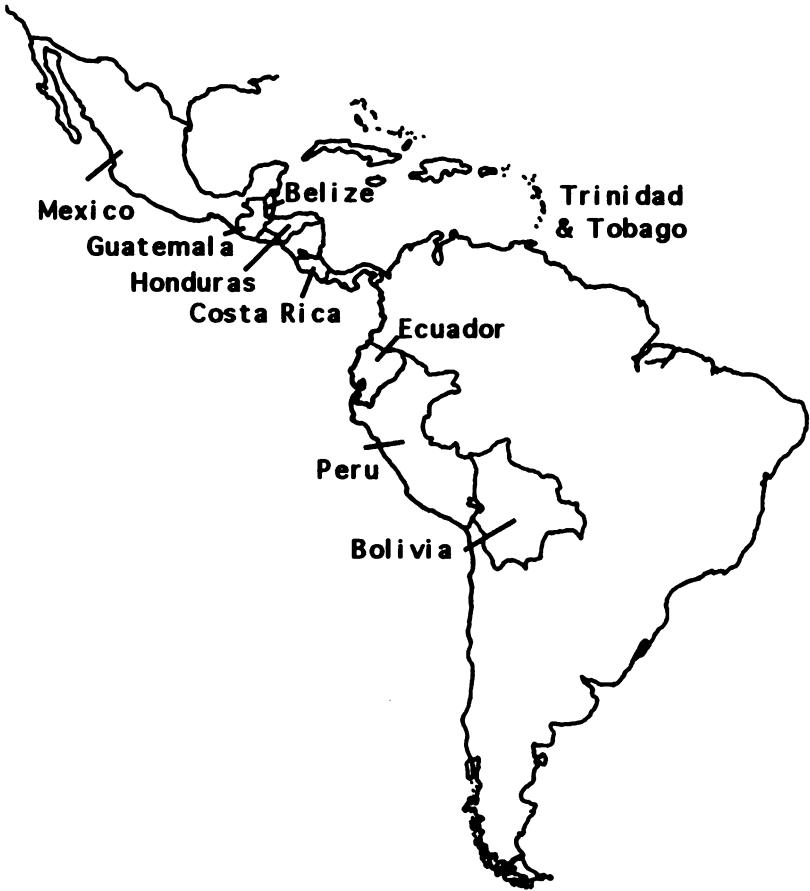 Mexico
Belize
Trinidad
& Tobago
Guatemala
Honduras
Costa Rica
Ecuador
Peru
Bolivia